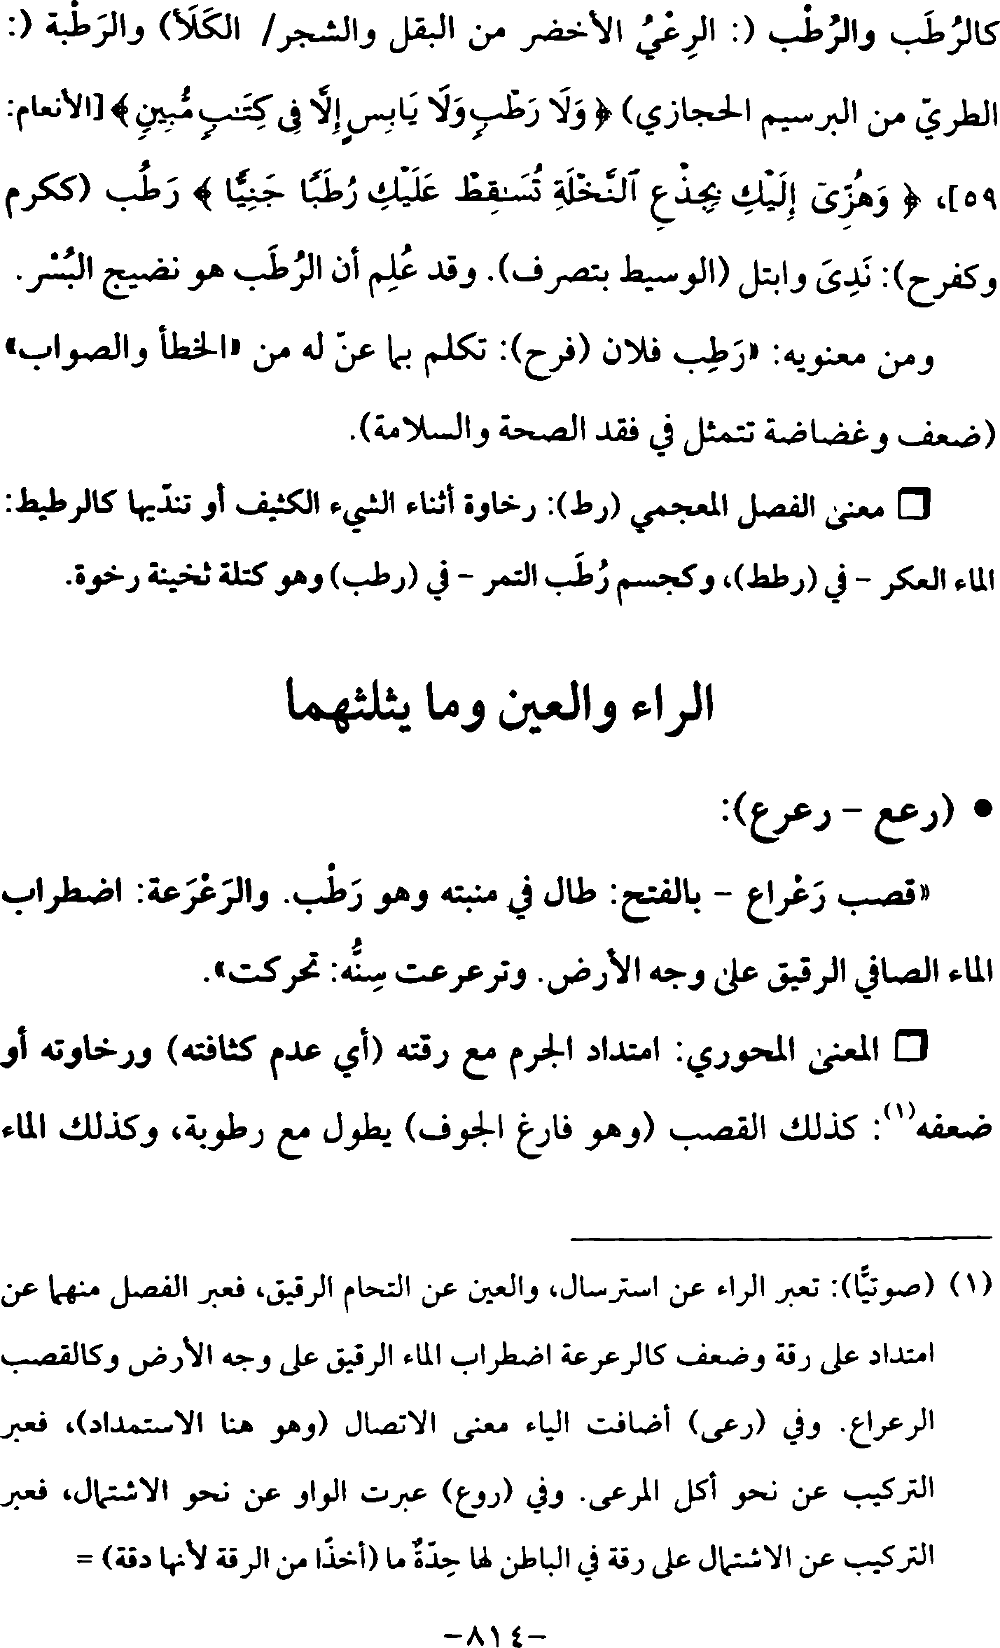 كالرُطَب والرُطْب (: الرِعْيُ الأخضر من البقل والشجر/ الكَلَأ) والرَطْبة (:
الطريّ من البرسيم الحجازي) ﴿ وَلَا رَطْبٍ وَلَا يَابِسٍ إِلَّا فِى كِتَٰبٍ مُّبِينٍ ﴾ [الأنعام:
٥٩]، ﴿ وَهُزِّىٓ إِلَيْكِ بِجِذْعِ ٱلنَّخْلَةِ تُسَٰقِطْ عَلَيْكِ رُطَبًا جَنِيًّا ﴾ رَطُب (ككرم
وكفرح): نَدِىَ وابتل (الوسيط بتصرف). وقد عُلِم أن الرُطَب هو نضيج البُسْر.
ومن معنويه: «رَطِب فلان (فرح): تكلم بما عنّ له من «الخطأ والصواب»
(ضعف وغضاضة تتمثل في فقد الصحة والسلامة).
□ معنى الفصل المعجمي (رط): رخاوة أثناء الشيء الكثيف أو تندّيها كالرطيط:
الماء العكر - في (رطط)، وكجسم رُطَب التمر - في (رطب) وهو كتلة ثخينة رخوة.
الراء والعين وما يثلثهما
• (رعع - رعرع):
«قصب رَعْراع - بالفتح: طال في منبته وهو رَطْب. والرَعْرَعة: اضطراب
الماء الصافي الرقيق على وجه الأرض. وترعرعت سِنُّه: تحركت».
□ المعنى المحوري: امتداد الجرم مع رقته (أي عدم كثافته) ورخاوته أو
ضعفه(١): كذلك القصب (وهو فارغ الجوف) يطول مع رطوبة، وكذلك الماء
(١) (صوتيًّا): تعبر الراء عن استرسال، والعين عن التحام الرقيق، فعبر الفصل منهما عن
امتداد على رقة وضعف كالرعرعة اضطراب الماء الرقيق على وجه الأرض وكالقصب
الرعراع. وفي (رعى) أضافت الياء معنى الاتصال (وهو هنا الاستمداد)، فعبر
التركيب عن نحو أكل المرعى. وفي (روع) عبرت الواو عن نحو الاشتمال، فعبر
التركيب عن الاشتمال على رقة في الباطن لها حِدّةٌ ما (أخذًا من الرقة لأنها دقة) =
-٨١٤-